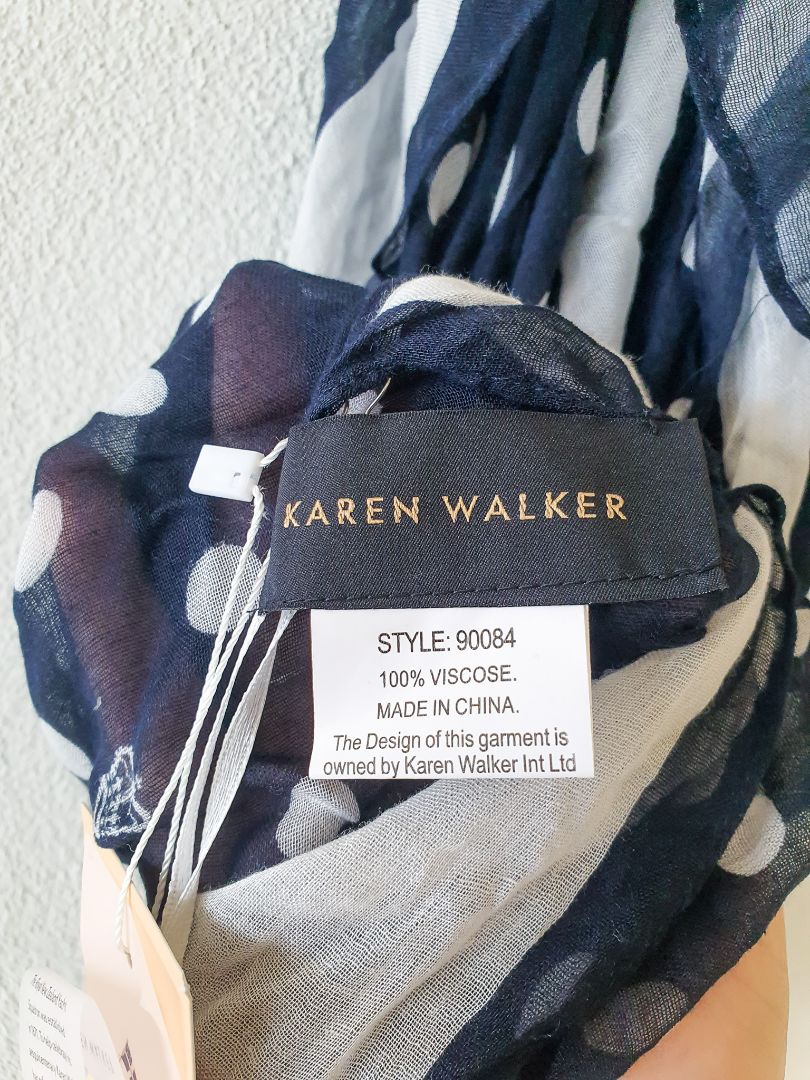 KAREN WALKER
STYLE: 90084
100% VISCOSE.
MADE IN CHINA.
The Design of this garment is
owned by Karen Walker Int Ltd